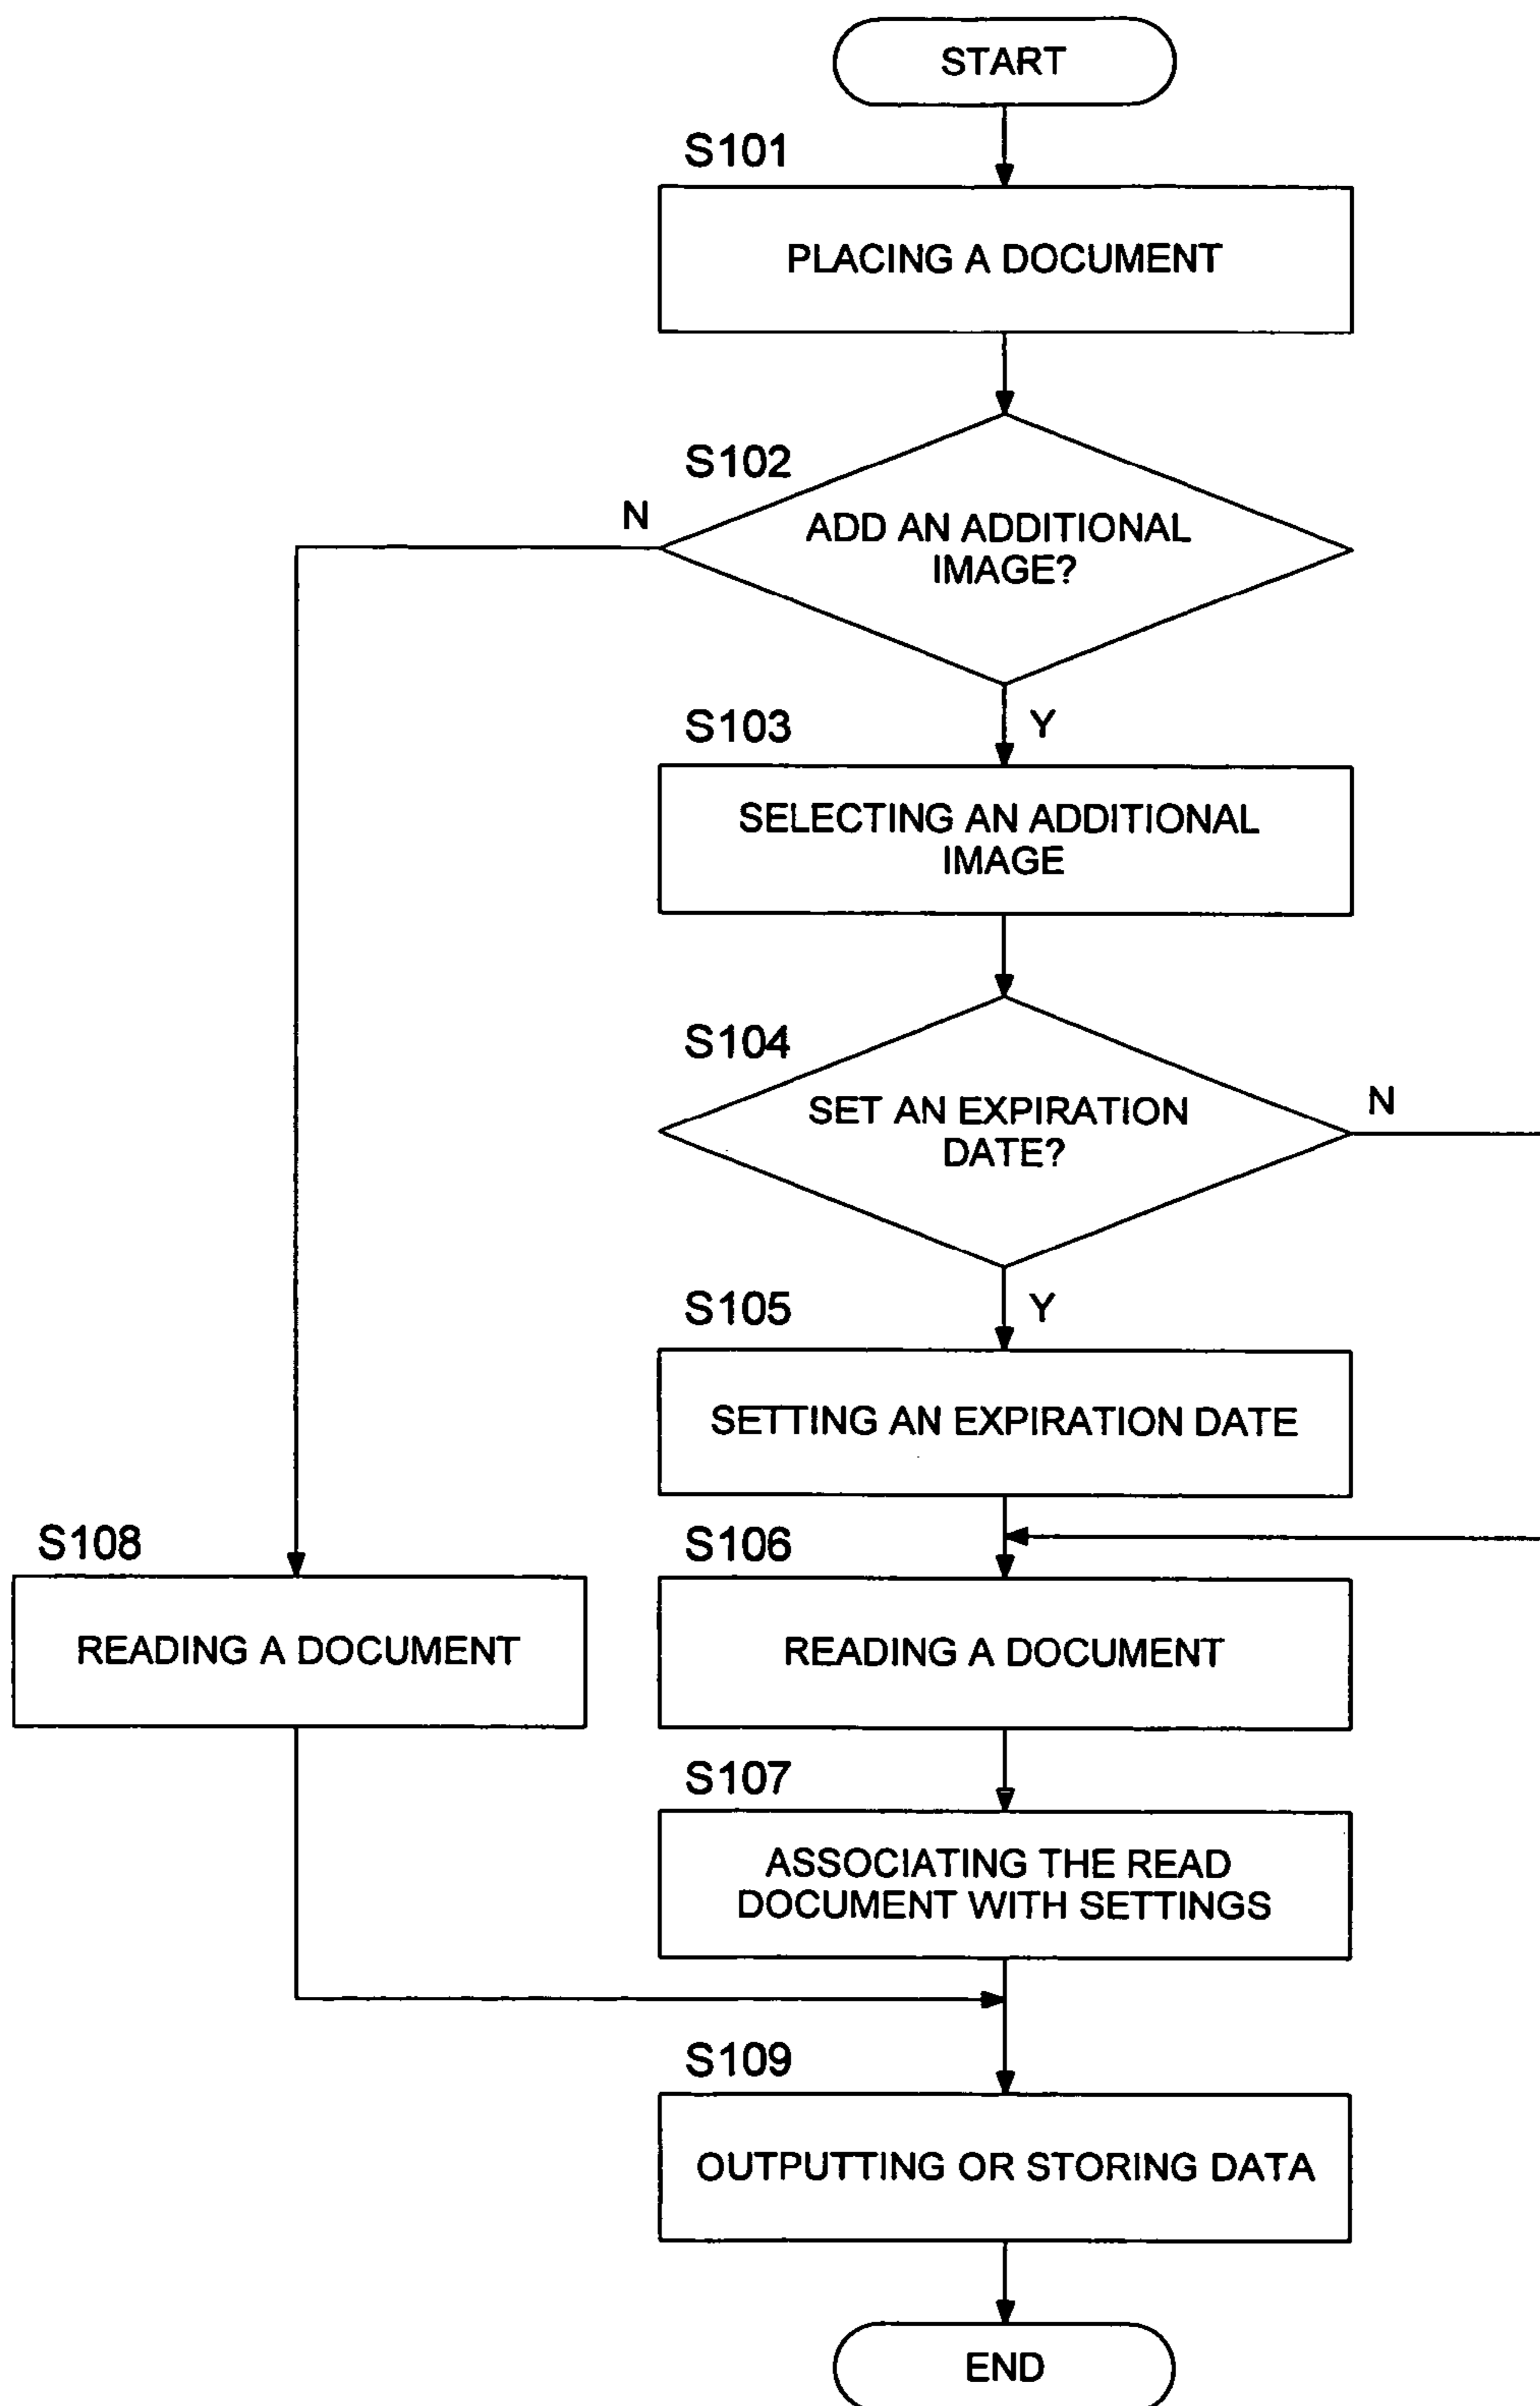 START
S101
PLACING A DOCUMENT
S102
N
ADD AN ADDITIONAL
IMAGE?
Y
S103
SELECTING AN ADDITIONAL
IMAGE
S104
N
SET AN EXPIRATION
DATE?
Y
S105
SETTING AN EXPIRATION DATE
S108
S106
READING A DOCUMENT
READING A DOCUMENT
S107
ASSOCIATING THE READ
DOCUMENT WITH SETTINGS
S109
OUTPUTTING OR STORING DATA
END